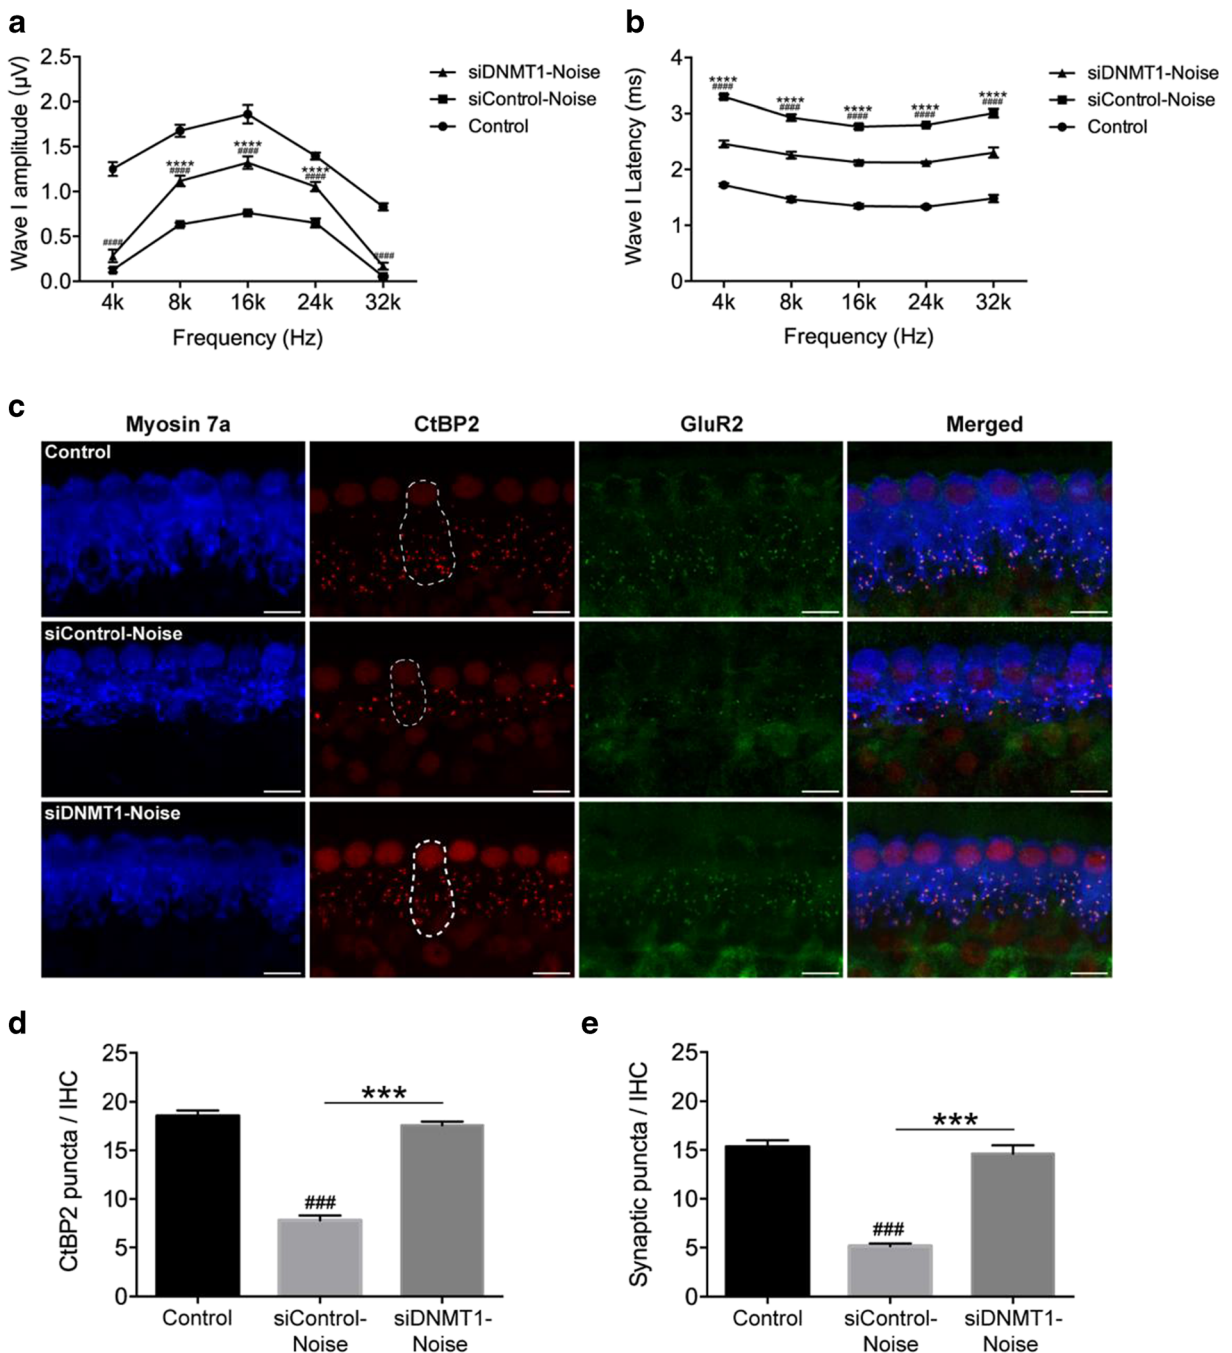 a
Wave I amplitude (µV)
2.5
2.0
1.5
1.0
0.5
0.0
####
****
####
****
####
****
####
####
4k 8k 16k 24k 32k
Frequency (Hz)
siDNMT1-Noise
siControl-Noise
Control
b
Wave I Latency (ms)
4
3
2
1
0
****
####
****
####
****
####
****
####
****
####
4k 8k 16k 24k 32k
Frequency (Hz)
siDNMT1-Noise
siControl-Noise
Control
c
Myosin 7a CtBP2 GluR2 Merged
Control
siControl-Noise
siDNMT1-Noise
d
CtBP2 puncta / IHC
25
20
15
10
5
0
***
###
Control
siControl-
Noise
siDNMT1-
Noise
e
Synaptic puncta / IHC
25
20
15
10
5
0
***
###
Control
siControl-
Noise
siDNMT1-
Noise